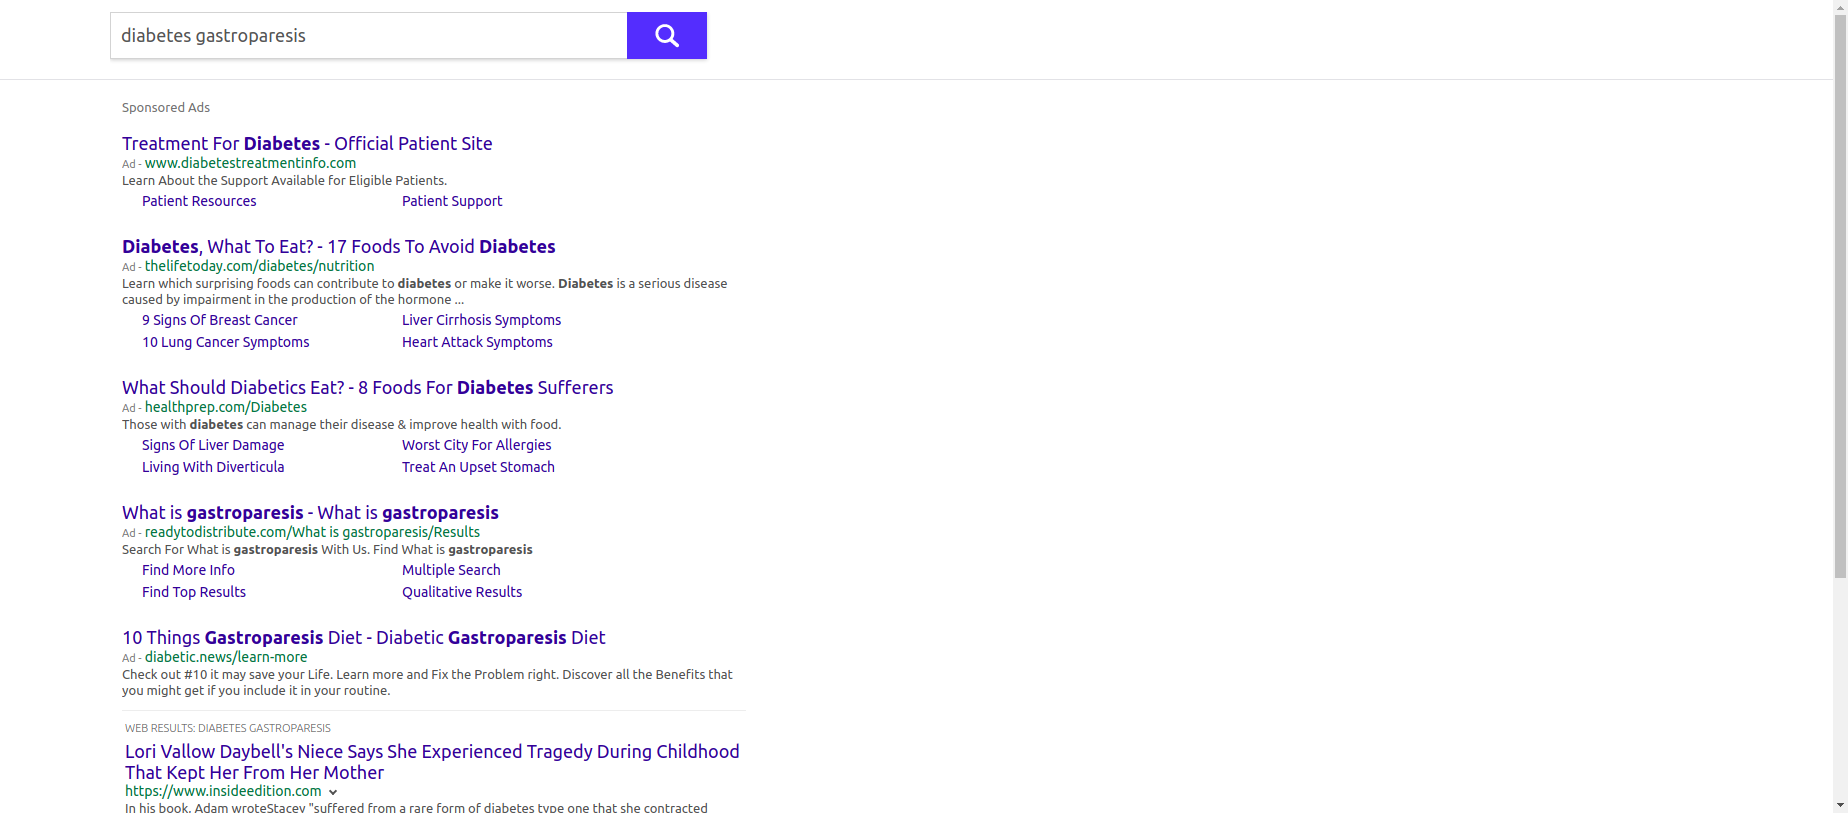 diabetes gastroparesis
Sponsored Ads
Treatment For Diabetes - Official Patient Site
Ad - www.diabetestreatmentinfo.com
Learn About the Support Available for Eligible Patients.
Patient Resources Patient Support
Diabetes, What To Eat? - 17 Foods To Avoid Diabetes
Ad - thelifetoday.com/diabetes/nutrition
Learn which surprising foods can contribute to diabetes or make it worse. Diabetes is a serious disease
caused by impairment in the production of the hormone ...
9 Signs Of Breast Cancer Liver Cirrhosis Symptoms
10 Lung Cancer Symptoms Heart Attack Symptoms
What Should Diabetics Eat? - 8 Foods For Diabetes Sufferers
Ad - healthprep.com/Diabetes
Those with diabetes can manage their disease & improve health with food.
Signs Of Liver Damage Worst City For Allergies
Living With Diverticula Treat An Upset Stomach
What is gastroparesis - What is gastroparesis
Ad - readytodistribute.com/What is gastroparesis/Results
Search For What is gastroparesis With Us. Find What is gastroparesis
Find More Info Multiple Search
Find Top Results Qualitative Results
10 Things Gastroparesis Diet - Diabetic Gastroparesis Diet
Ad - diabetic.news/learn-more
Check out #10 it may save your Life. Learn more and Fix the Problem right. Discover all the Benefits that
you might get if you include it in your routine.
WEB RESULTS: DIABETES GASTROPARESIS
Lori Vallow Daybell's Niece Says She Experienced Tragedy During Childhood
That Kept Her From Her Mother
https://www.insideedition.com
In his book, Adam wroteStacey "suffered from a rare form of diabetes type one that she contracted